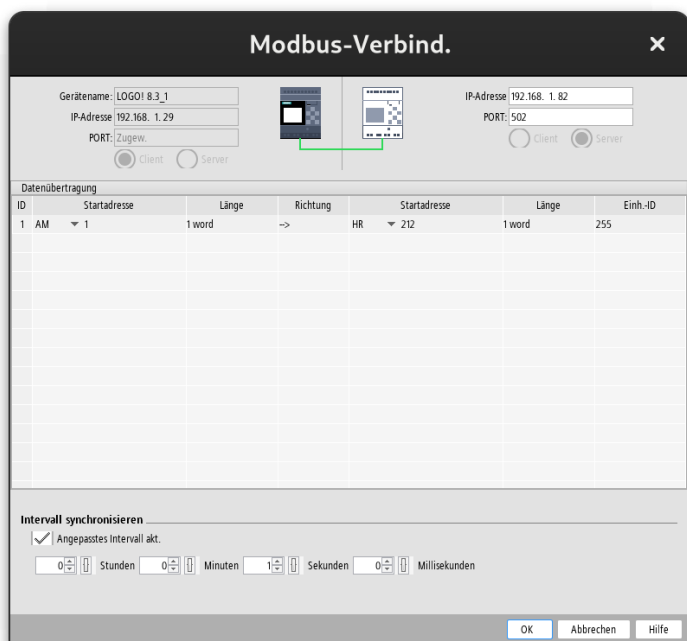 Modbus-Verbind.
Gerätename: LOGO! 8.3_1
IP-Adresse 192.168. 1. 29
PORT: Zugew.
Client Server
IP-Adresse 192.168. 1. 82
PORT: 502
Client Server
Datenübertragung
ID Startadresse Länge Richtung Startadresse Länge Einh.-ID
1 AM 1 1 word --> HR 212 1 word 255
Intervall synchronisieren
Angepasstes Intervall akt.
0 Stunden 0 Minuten 1 Sekunden 0 Millisekunden
OK Abbrechen Hilfe